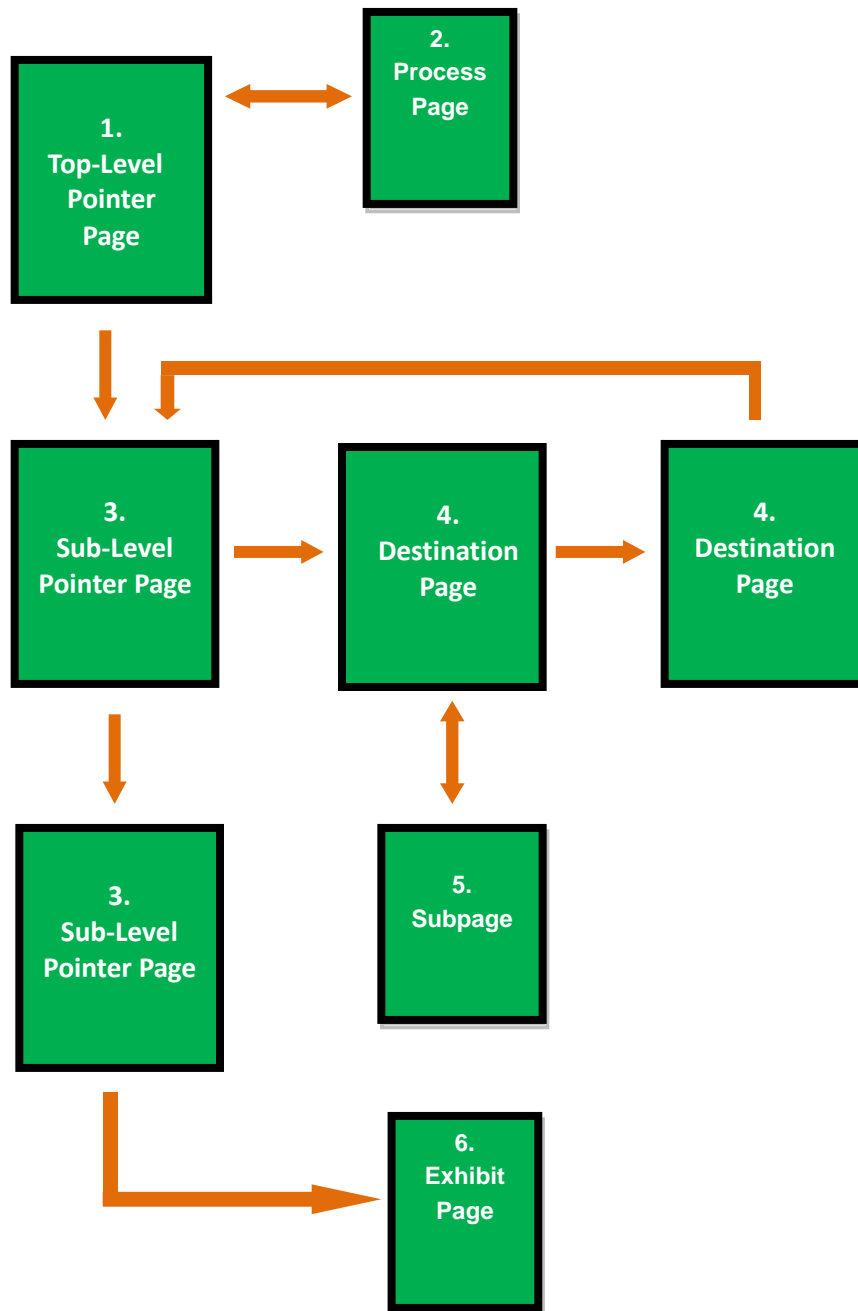 1.
Top-Level
Pointer
Page
2.
Process
Page
3.
Sub-Level
Pointer Page
4.
Destination
Page
4.
Destination
Page
3.
Sub-Level
Pointer Page
5.
Subpage
6.
Exhibit
Page